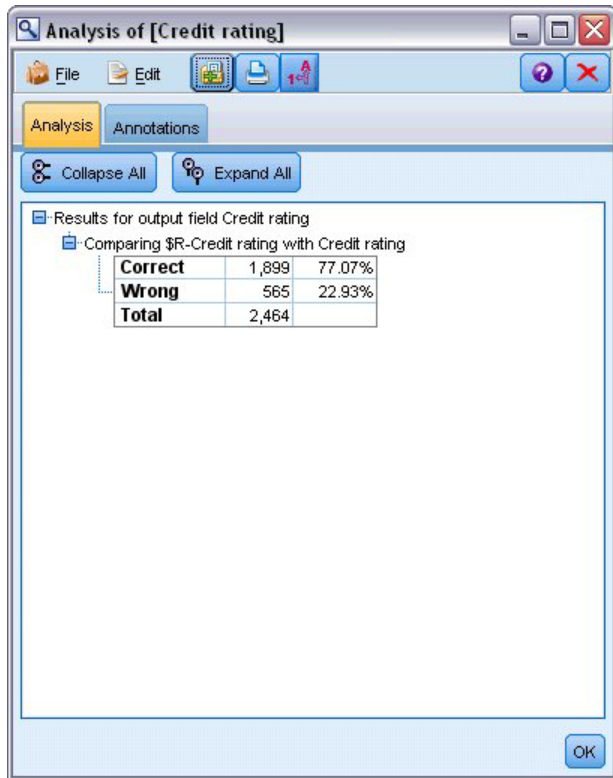 Analysis of [Credit rating]
File Edit
Analysis Annotations
Collapse All Expand All
Results for output field Credit rating
Comparing $R-Credit rating with Credit rating
Correct 1,899 77.07%
Wrong 565 22.93%
Total 2,464
OK